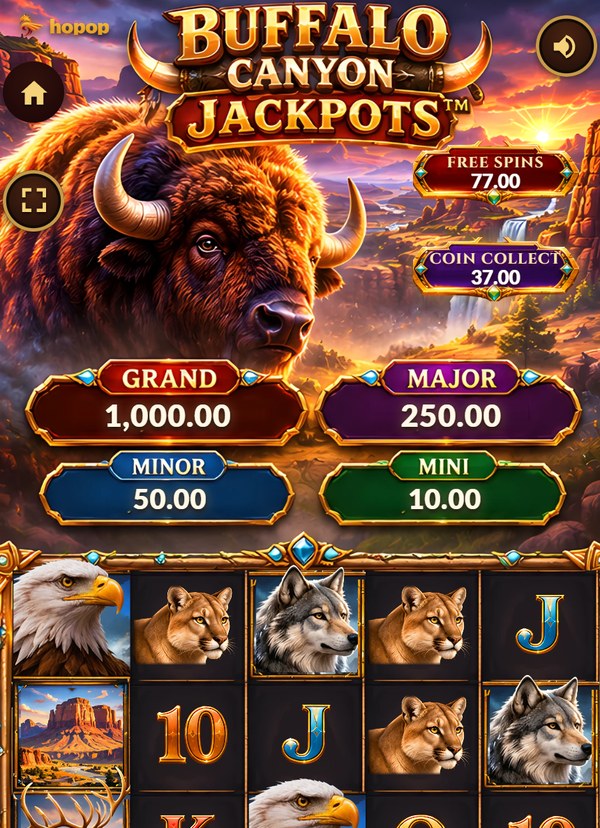 hopop
BUFFALO
CANYON
JACKPOTS™
FREE SPINS
77.00
COIN COLLECT
37.00
GRAND
1,000.00
MAJOR
250.00
MINOR
50.00
MINI
10.00
J
10
J
K
10